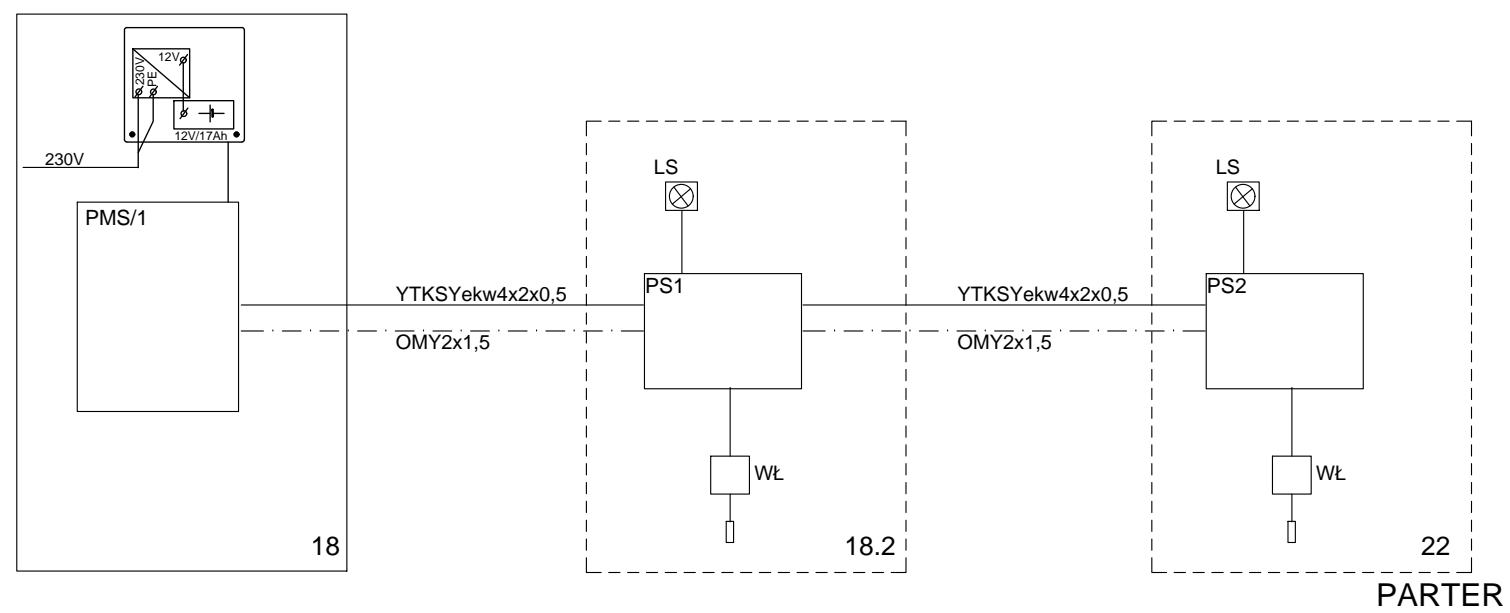 12V
230V
PE
12V/17Ah
230V
PMS/1
LS
LS
YTKSYekw4x2x0,5
PS1
YTKSYekw4x2x0,5
PS2
OMY2x1,5
OMY2x1,5
WŁ
WŁ
18
18.2
22
PARTER